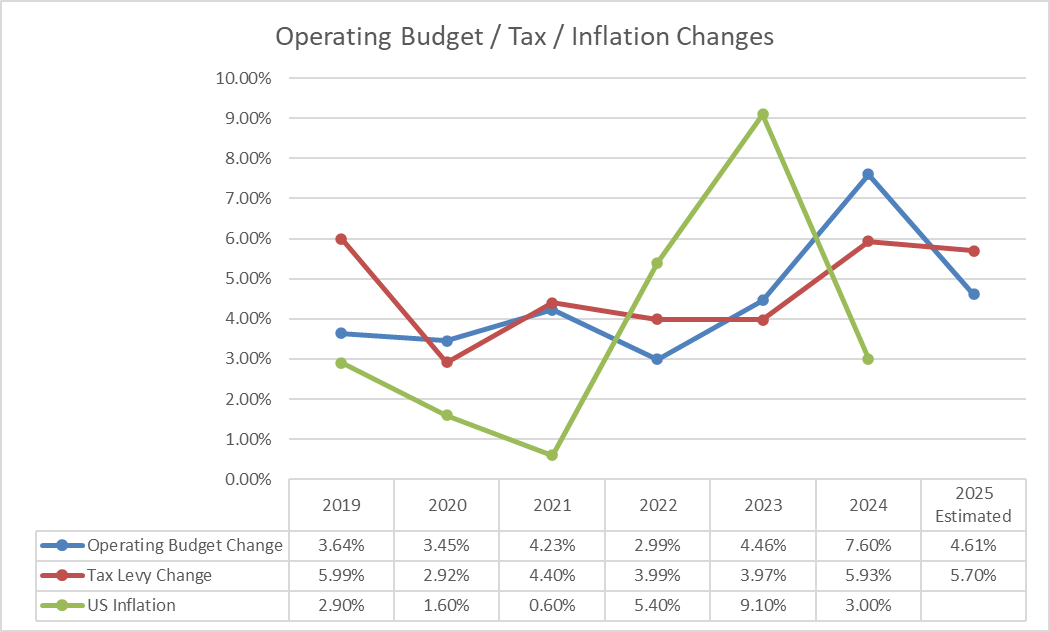 Operating Budget / Tax / Inflation Changes
10.00%
9.00%
8.00%
7.00%
6.00%
5.00%
4.00%
3.00%
2.00%
1.00%
0.00%
2019 2020 2021 2022 2023 2024 2025
Estimated
Operating Budget Change 3.64% 3.45% 4.23% 2.99% 4.46% 7.60% 4.61%
Tax Levy Change 5.99% 2.92% 4.40% 3.99% 3.97% 5.93% 5.70%
US Inflation 2.90% 1.60% 0.60% 5.40% 9.10% 3.00%